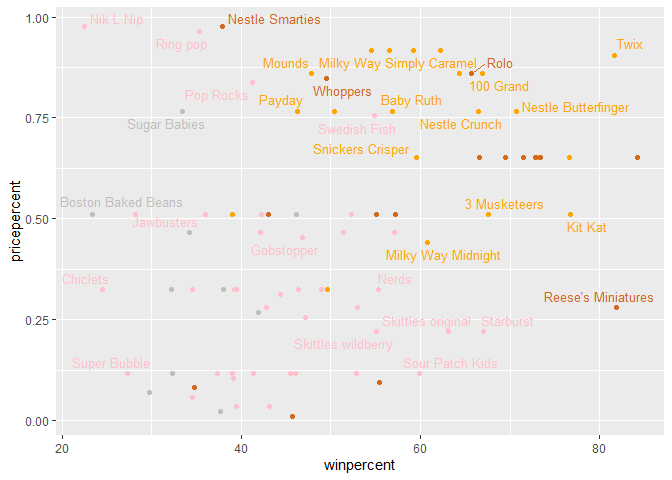 1.00
Nik L Nip
Nestle Smarties
Ring pop
Twix
Mounds
Milky Way Simply Caramel
Rolo
100 Grand
Pop Rocks
Whoppers
Payday
Baby Ruth
Nestle Butterfinger
0.75
Sugar Babies
Swedish Fish
Nestle Crunch
Snickers Crisper
Boston Baked Beans
3 Musketeers
0.50
Jawbusters
Kit Kat
Gobstopper
Milky Way Midnight
pricepercent
Chiclets
Nerds
Reese's Miniatures
0.25
Skittles original
Starburst
Skittles wildberry
Super Bubble
Sour Patch Kids
0.00
20
40
60
80
winpercent